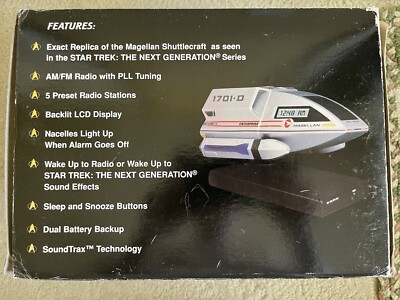 FEATURES:
Exact Replica of the Magellan Shuttlecraft as seen
in the STAR TREK: THE NEXT GENERATION® Series
AM/FM Radio with PLL Tuning
5 Preset Radio Stations
Backlit LCD Display
Nacelles Light Up
When Alarm Goes Off
Wake Up to Radio or Wake Up to
STAR TREK: THE NEXT GENERATION®
Sound Effects
Sleep and Snooze Buttons
Dual Battery Backup
SoundTrax™ Technology
1701-D
12:48 AM
ENTERPRISE
MAGELLAN